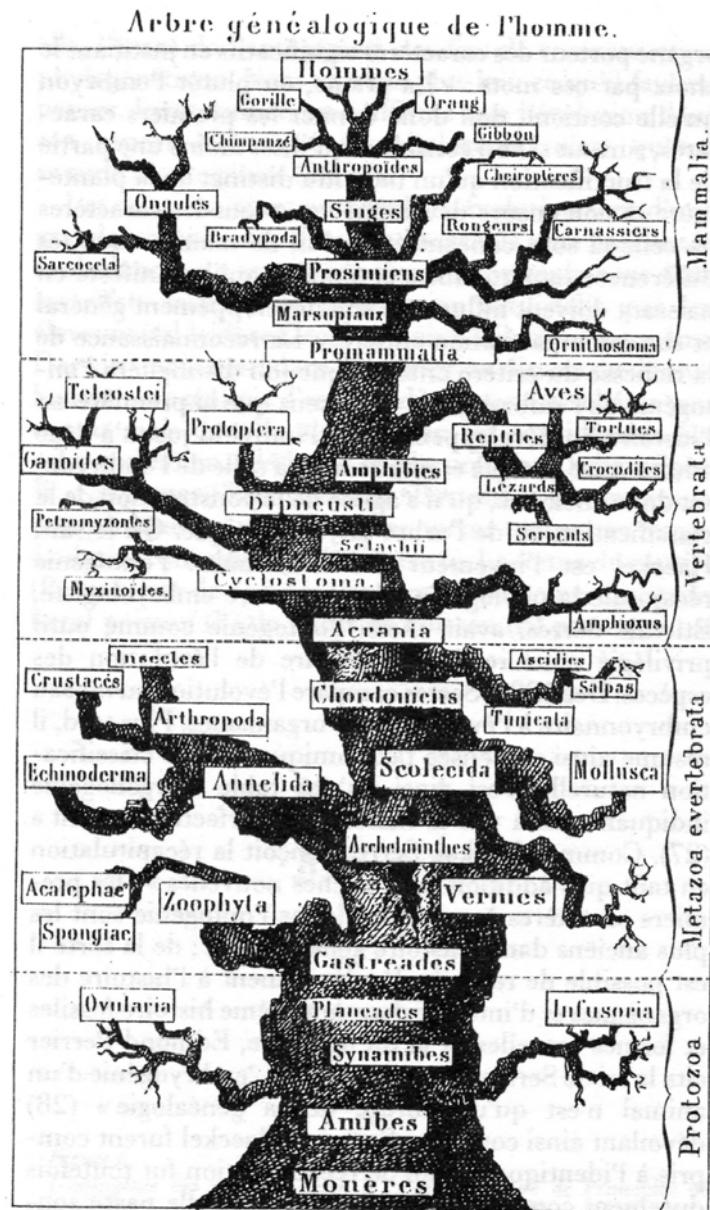 Arbre généalogique de l'homme.
Hommes
Gorille
Orang
Chimpanzé
Gibbon
Anthropoïdes
Cheiroptères
Ongulés
Singes
Bradypoda
Rongeurs
Carnassiers
Sarcoceta
Prosimiens
Marsupiaux
Promammalia
Ornithostoma
Mammalia
Teleostei
Aves
Protoptera
Tortues
Reptiles
Ganoides
Amphibies
Crocodiles
Lézards
Dipneusti
Petromyzontes
Serpents
Selachii
Cyclostoma.
Myxinoides.
Amphioxus
Acrania
Vertebrata
Insectes
Ascidies
Crustacés
Chordoniens
Salpas
Arthropoda
Tunicata
Echinoderma
Annelida
Scolecida
Mollusca
Archelminthes
Acalephae
Zoophyta
Vermes
Spongiae
Gastreades
Metazoa evertebrata
Ovularia
Planeades
Infusoria
Synamibes
Amibes
Monères
Protozoa